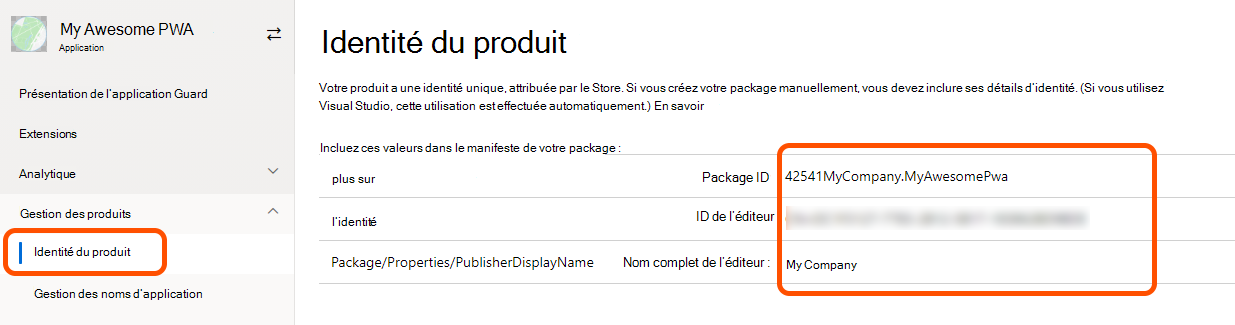 My Awesome PWA
Application
Présentation de l'application Guard
Extensions
Analytique
Gestion des produits
Identité du produit
Gestion des noms d'application
Identité du produit
Votre produit a une identité unique, attribuée par le Store. Si vous créez votre package manuellement, vous devez inclure ses détails d'identité. (Si vous utilisez
Visual Studio, cette utilisation est effectuée automatiquement.) En savoir
Incluez ces valeurs dans le manifeste de votre package :
plus sur Package ID 42541MyCompany.MyAwesomePwa
l'identité ID de l'éditeur
Package/Properties/PublisherDisplayName Nom complet de l'éditeur : My Company